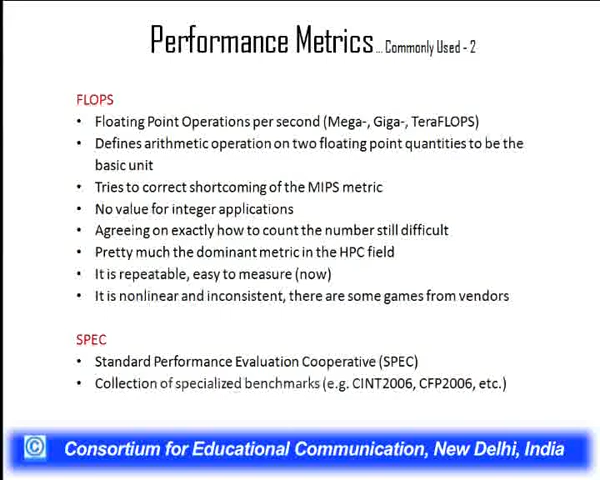 Performance Metrics... Commonly Used - 2
FLOPS
• Floating Point Operations per second (Mega-, Giga-, TeraFLOPS)
• Defines arithmetic operation on two floating point quantities to be the
basic unit
• Tries to correct shortcoming of the MIPS metric
• No value for integer applications
• Agreeing on exactly how to count the number still difficult
• Pretty much the dominant metric in the HPC field
• It is repeatable, easy to measure (now)
• It is nonlinear and inconsistent, there are some games from vendors
SPEC
• Standard Performance Evaluation Cooperative (SPEC)
• Collection of specialized benchmarks (e.g. CINT2006, CFP2006, etc.)
© Consortium for Educational Communication, New Delhi, India